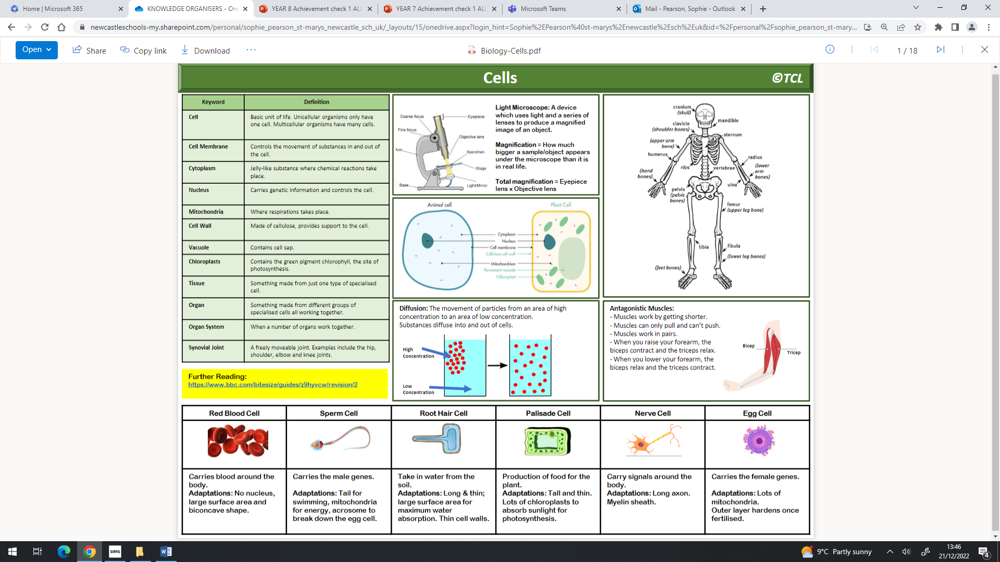 Home | Microsoft 365
KNOWLEDGE ORGANISERS - One
YEAR 8 Achievement check 1 ALL
YEAR 7 Achievement check 1 ALL
Microsoft Teams
Mail - Pearson, Sophie - Outlook
newcastleschools-my.sharepoint.com/personal/sophie_pearson_st-marys_newcastle_sch_uk/_layouts/15/onedrive.aspx?login_hint=Sophie%2EPearson%40st-marys%2Enewcastle%2Esch%2Euk&id=%2Fpersonal%2Fsophie_pearson_st-mary...
Open
Share
Copy link
Download
Biology-Cells.pdf
1 / 18
Cells
©TCL
Keyword Definition
Cell
Basic unit of life. Unicellular organisms only have
one cell. Multicellular organisms have many cells.
Cell Membrane
Controls the movement of substances in and out of
the cell.
Cytoplasm
Jelly-like substance where chemical reactions take
place.
Nucleus
Carries genetic information and controls the cell.
Mitochondria
Where respirations takes place.
Cell Wall
Made of cellulose, provides support to the cell.
Vacuole
Contains cell sap.
Chloroplasts
Contains the green pigment chlorophyll, the site of
photosynthesis.
Tissue
Something made from just one type of specialised
cell.
Organ
Something made from different groups of
specialised cells all working together.
Organ System
When a number of organs work together.
Synovial Joint
A freely moveable joint. Examples include the hip,
shoulder, elbow and knee joints.
Further Reading:
https://www.bbc.com/bitesize/guides/z9hyvcw/revision/2
Coarse focus
Eyepiece
Fine focus
Objective lens
Arm
Specimen
Stage
Base
Light/Mirror
Light Microscope: A device
which uses light and a series of
lenses to produce a magnified
image of an object.
Magnification = How much
bigger a sample/object appears
under the microscope than it is
in real life.
Total magnification = Eyepiece
lens x Objective lens
Animal cell
Plant Cell
Cytoplasm
Nucleus
Cell membrane
Cellulose cell wall
Mitochondrion
Permanent vacuole
Chloroplast
Diffusion: The movement of particles from an area of high
concentration to an area of low concentration.
Substances diffuse into and out of cells.
High
Concentration
Low
Concentration
cranium
(skull)
mandible
clavicle
(shoulder bones)
sternum
(upper arm
bone)
humerus
radius
(lower
arm
bones)
ribs
vertebrae
(hand
bones)
ulna
pelvis
(pelvic
bones)
femur
(upper leg bone)
tibia
fibula
(lower leg bones)
(feet bones)
Antagonistic Muscles:
- Muscles work by getting shorter.
- Muscles can only pull and can't push.
- Muscles work in pairs.
- When you raise your forearm, the
biceps contract and the triceps relax.
- When you lower your forearm, the
biceps relax and the triceps contract.
Bicep
Tricep
Red Blood Cell
Sperm Cell
Root Hair Cell
Palisade Cell
Nerve Cell
Egg Cell
Carries blood around the
body.
Adaptations: No nucleus,
large surface area and
biconcave shape.
Carries the male genes.
Adaptations: Tail for
swimming, mitochondria
for energy, acrosome to
break down the egg cell.
Take in water from the
soil.
Adaptations: Long & thin;
large surface area for
maximum water
absorption. Thin cell walls.
Production of food for the
plant.
Adaptations: Tall and thin.
Lots of chloroplasts to
absorb sunlight for
photosynthesis.
Carry signals around the
body.
Adaptations: Long axon.
Myelin sheath.
Carries the female genes.
Adaptations: Lots of
mitochondria.
Outer layer hardens once
fertilised.
SIMS
9°C Partly sunny
13:46
21/12/2022
4